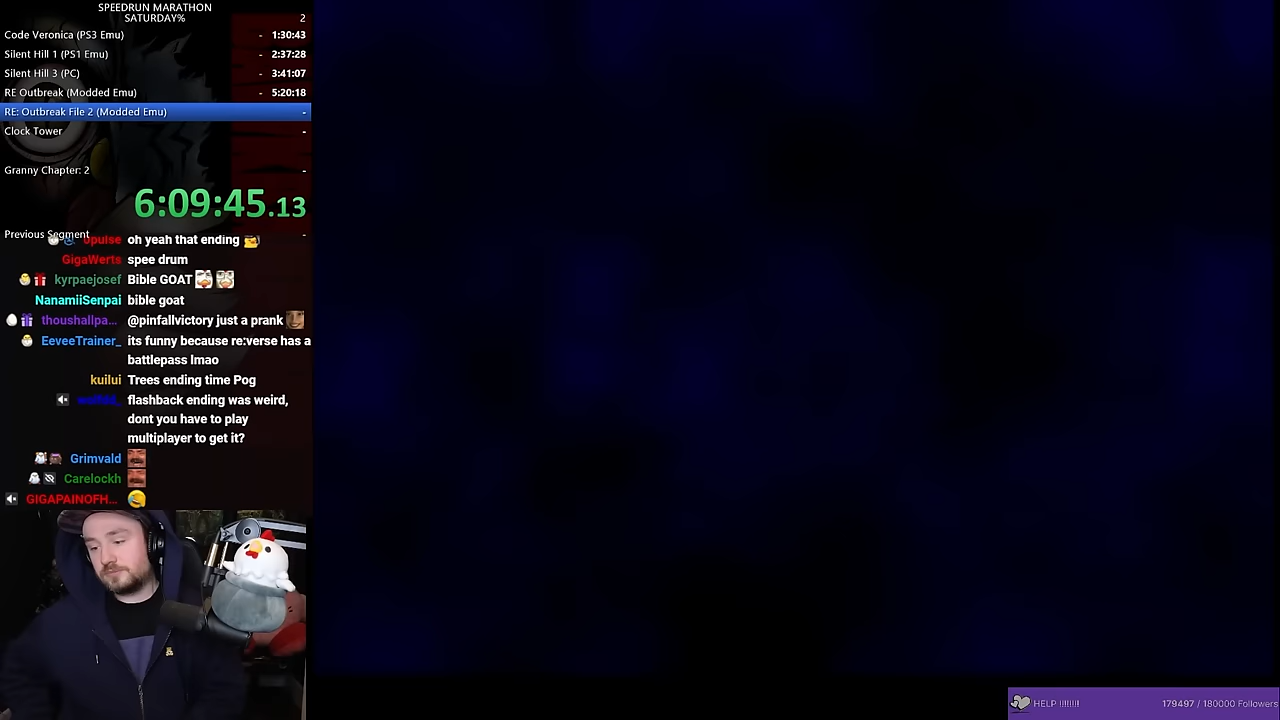 SPEEDRUN MARATHON
SATURDAY%
2
Code Veronica (PS3 Emu) - 1:30:43
Silent Hill 1 (PS1 Emu) - 2:37:28
Silent Hill 3 (PC) - 3:41:07
RE Outbreak (Modded Emu) - 5:20:18
RE: Outbreak File 2 (Modded Emu) -
Clock Tower -
Granny Chapter: 2 -
6:09:45.13
Previous Segment -
opulse oh yeah that ending
GigaWerts spee drum
kyrpaejosef Bible GOAT
NanamiiSenpai bible goat
thoushallpa... @pinfallvictory just a prank
EeveeTrainer_ its funny because re:verse has a
battlepass lmao
kuilui Trees ending time Pog
flashback ending was weird,
dont you have to play
multiplayer to get it?
Grimvald
Carelockh
GIGAPAINOFH...
HELP !!!!!!! 179497 / 180000 Followers